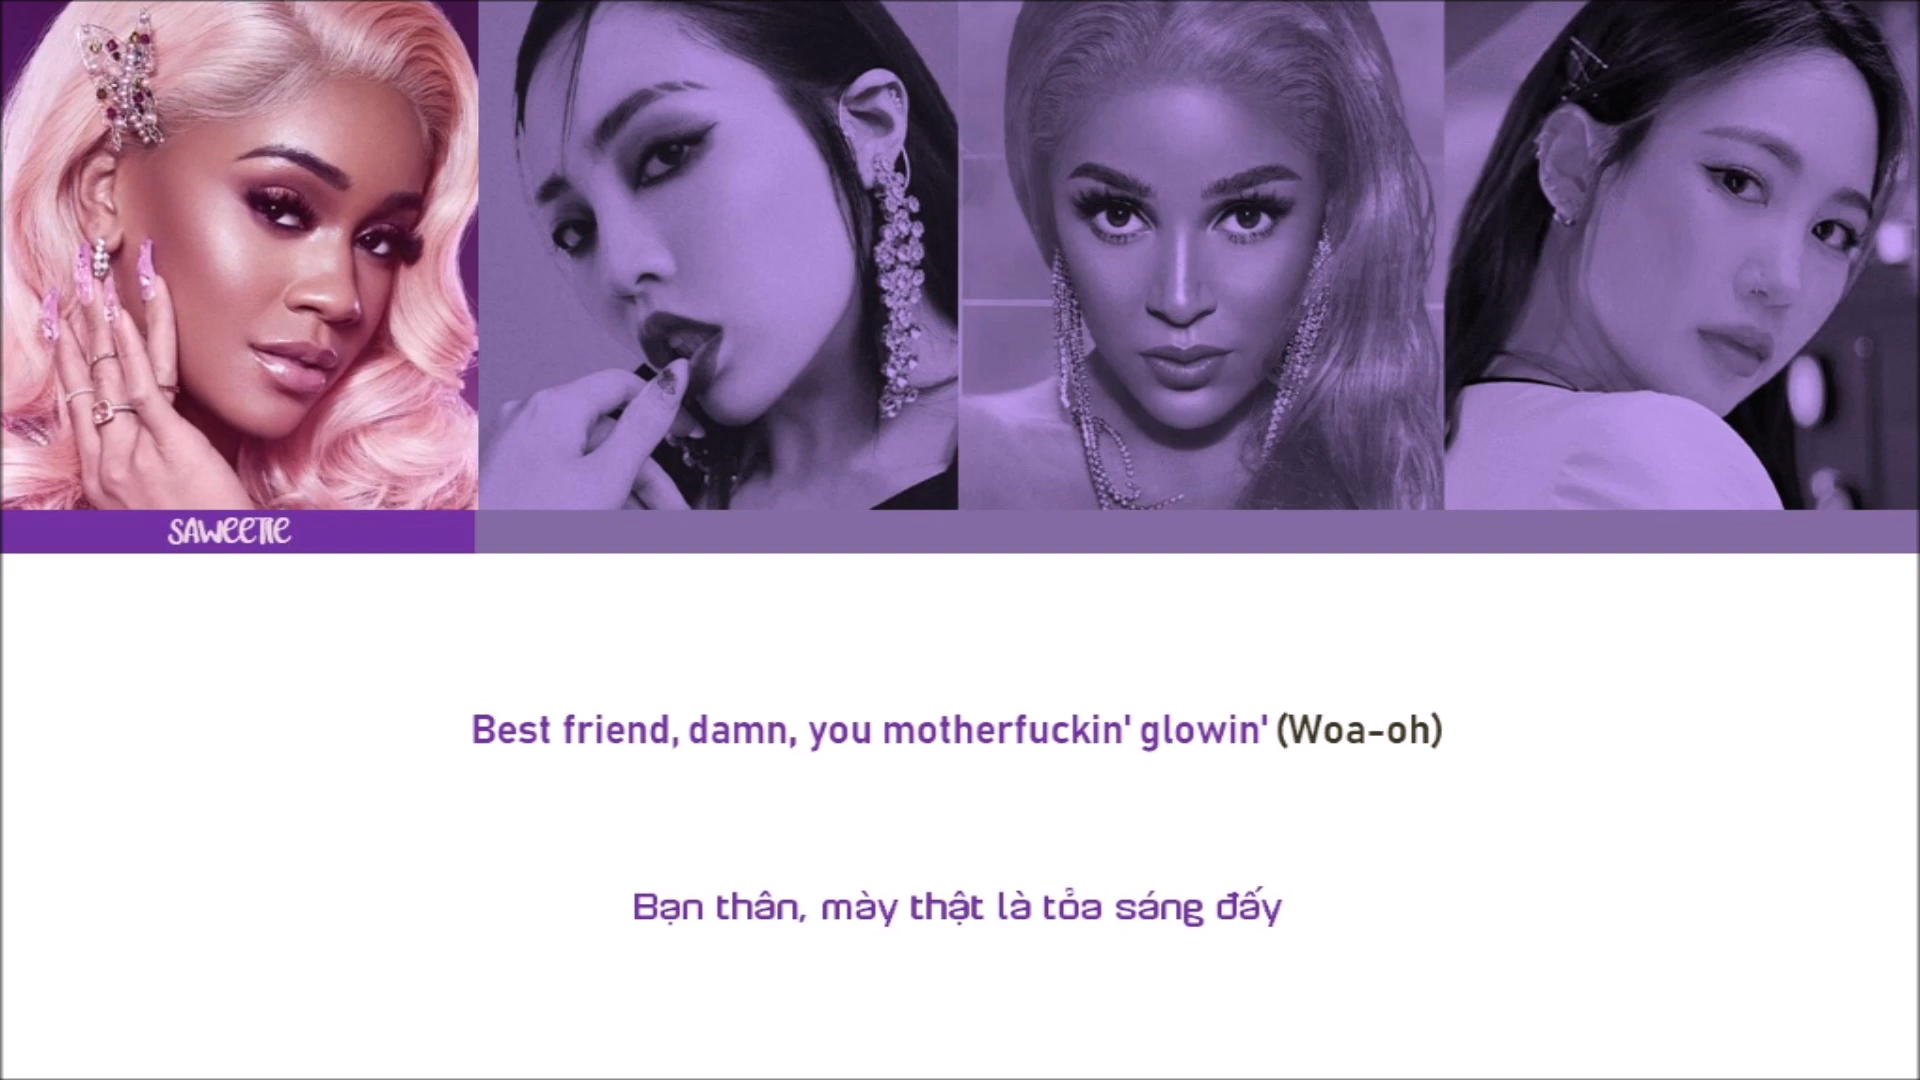 SAWEETIE
Best friend, damn, you motherfuckin' glowin' (Woa-oh)
Bạn thân, mày thật là tỏa sáng đấy